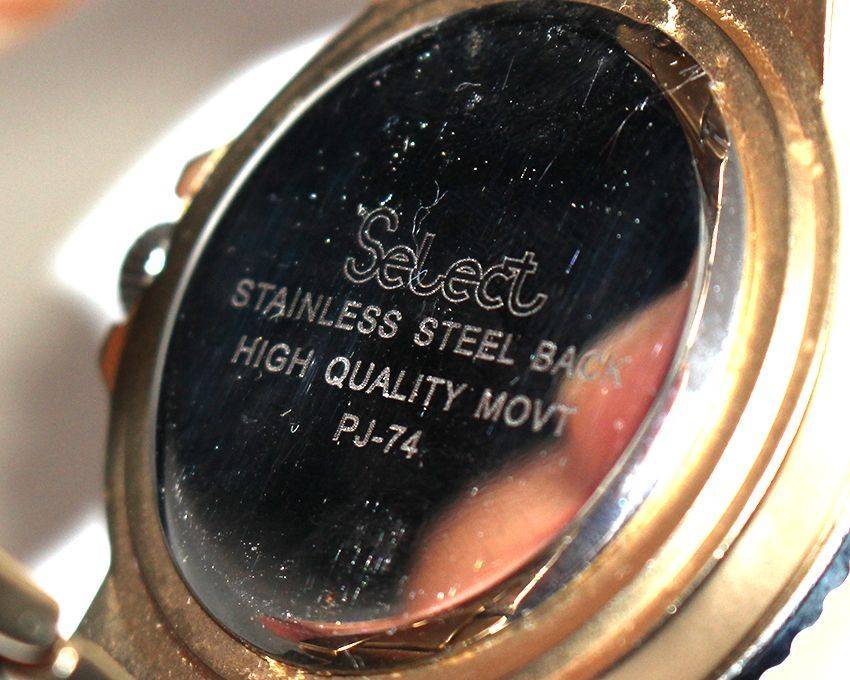 Select
STAINLESS STEEL BACK
HIGH QUALITY MOVT
PJ-74